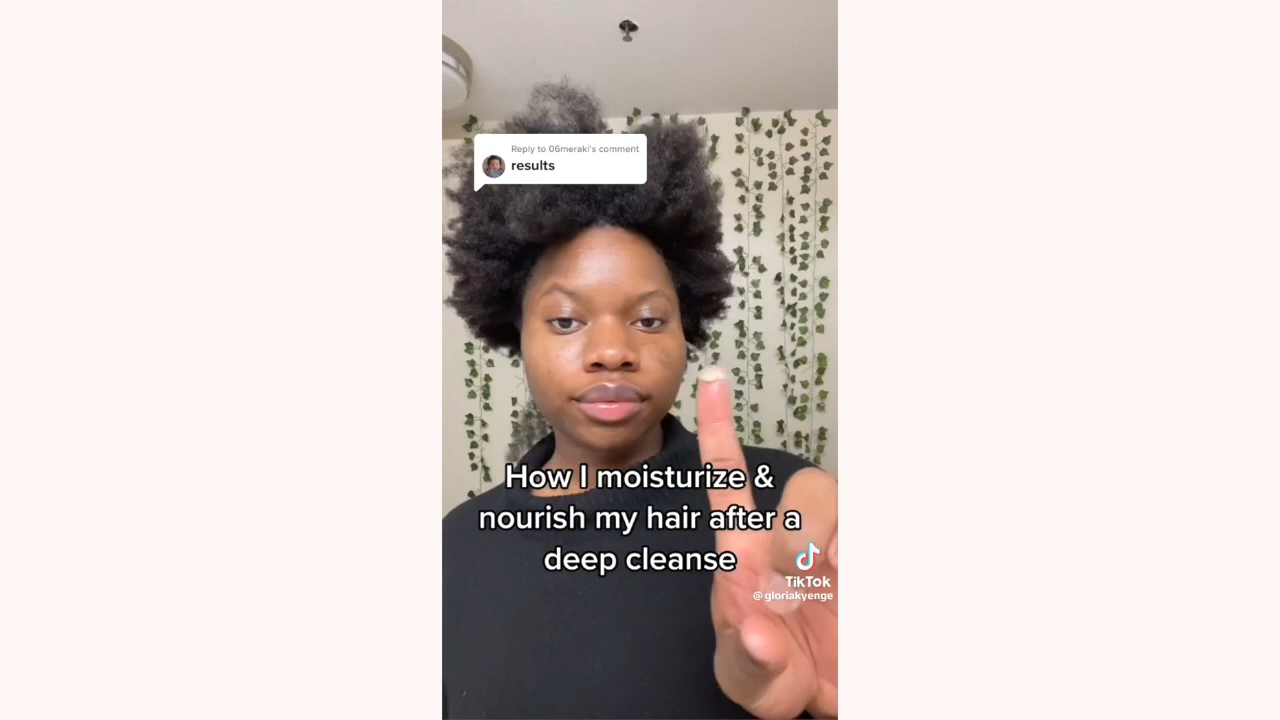 Reply to 06meraki's comment
results
How I moisturize &
nourish my hair after a
deep cleanse
TikTok
@gloriakyenge